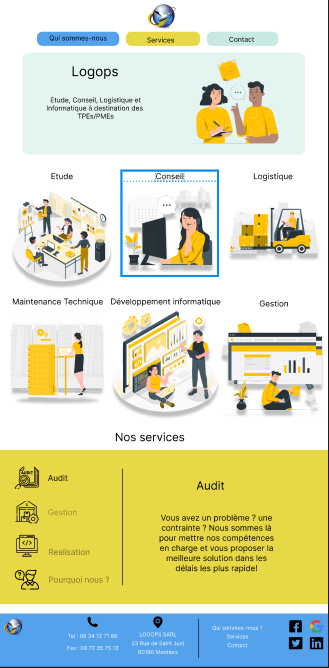 Qui sommes-nous
Services
Contact
Logops
Etude, Conseil, Logistique et
Informatique à destination des
TPEs/PMEs
Etude
Conseil
Logistique
Maintenance Technique
Développement informatique
Gestion
Nos services
AUDIT
Audit
Gestion
Realisation
Pourquoi nous ?
Audit
Vous avez un problème ? une
contrainte ? Nous sommes là
pour mettre nos compétences
en charge et vous proposer la
meilleure solution dans les
délais les plus rapide!
Tel : 06 34 12 71 66
Fax : 09 72 35 75 13
LOGOPS SARL
23 Rue de Saint Just
60190 Montiers
Qui sommes-nous ?
Services
Contact